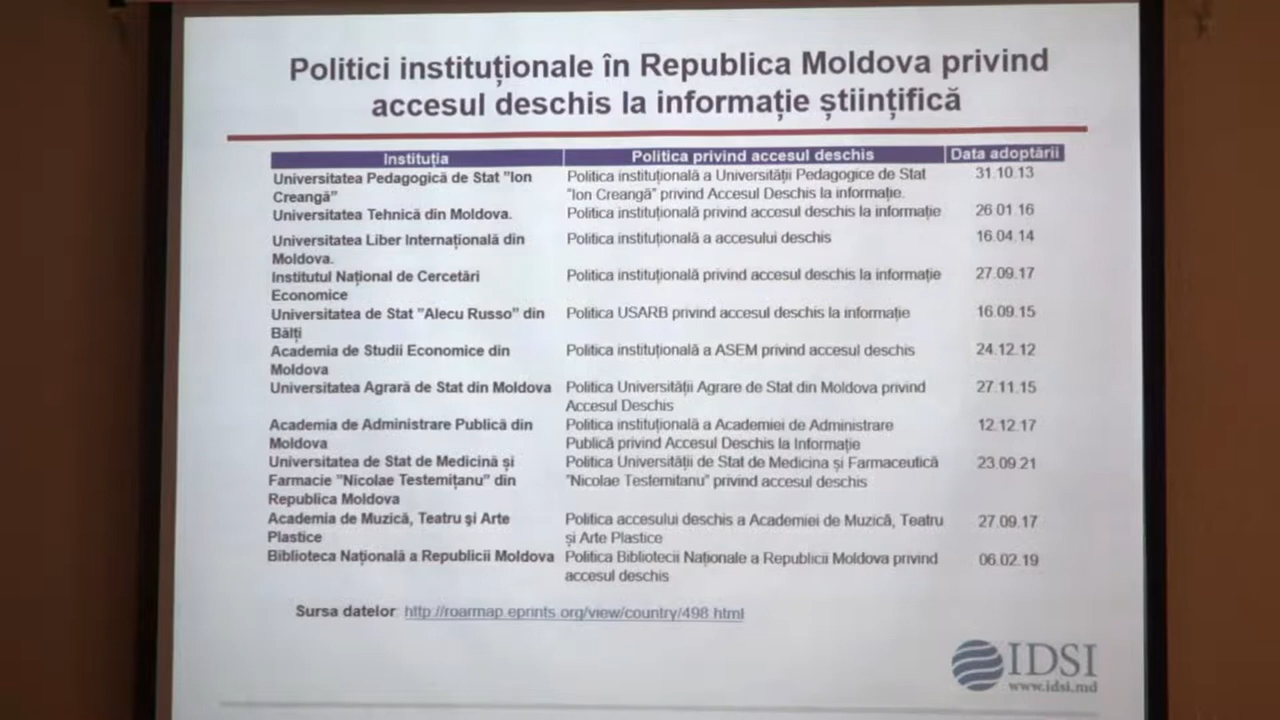 Politici instituționale în Republica Moldova privind
accesul deschis la informație științifică
Instituția Politica privind accesul deschis Data adoptării
Universitatea Pedagogică de Stat "Ion Politica instituțională a Universității Pedagogice de Stat 31.10.13
Creangă" "Ion Creangă" privind Accesul Deschis la informație.
Universitatea Tehnică din Moldova. Politica instituțională privind accesul deschis la informație 26.01.16
Universitatea Liber Internațională din Politica instituțională a accesului deschis 16.04.14
Moldova.
Institutul Național de Cercetări Politica instituțională privind accesul deschis la informație 27.09.17
Economice
Universitatea de Stat "Alecu Russo" din Politica USARB privind accesul deschis la informație 16.09.15
Bălți
Academia de Studii Economice din Politica instituțională a ASEM privind accesul deschis 24.12.12
Moldova
Universitatea Agrară de Stat din Moldova Politica Universității Agrare de Stat din Moldova privind 27.11.15
Accesul Deschis
Academia de Administrare Publică din Politica instituțională a Academiei de Administrare 12.12.17
Moldova Publică privind Accesul Deschis la Informație
Universitatea de Stat de Medicină și Politica Universității de Stat de Medicina și Farmaceutică 23.09.21
Farmacie "Nicolae Testemițanu" din "Nicolae Testemitanu" privind accesul deschis
Republica Moldova
Academia de Muzică, Teatru şi Arte Politica accesului deschis a Academiei de Muzică, Teatru 27.09.17
Plastice și Arte Plastice
Biblioteca Națională a Republicii Moldova Politica Bibliotecii Naționale a Republicii Moldova privind 06.02.19
accesul deschis
Sursa datelor: http://roarmap.eprints.org/view/country/498.html
IDSI
www.idsi.md